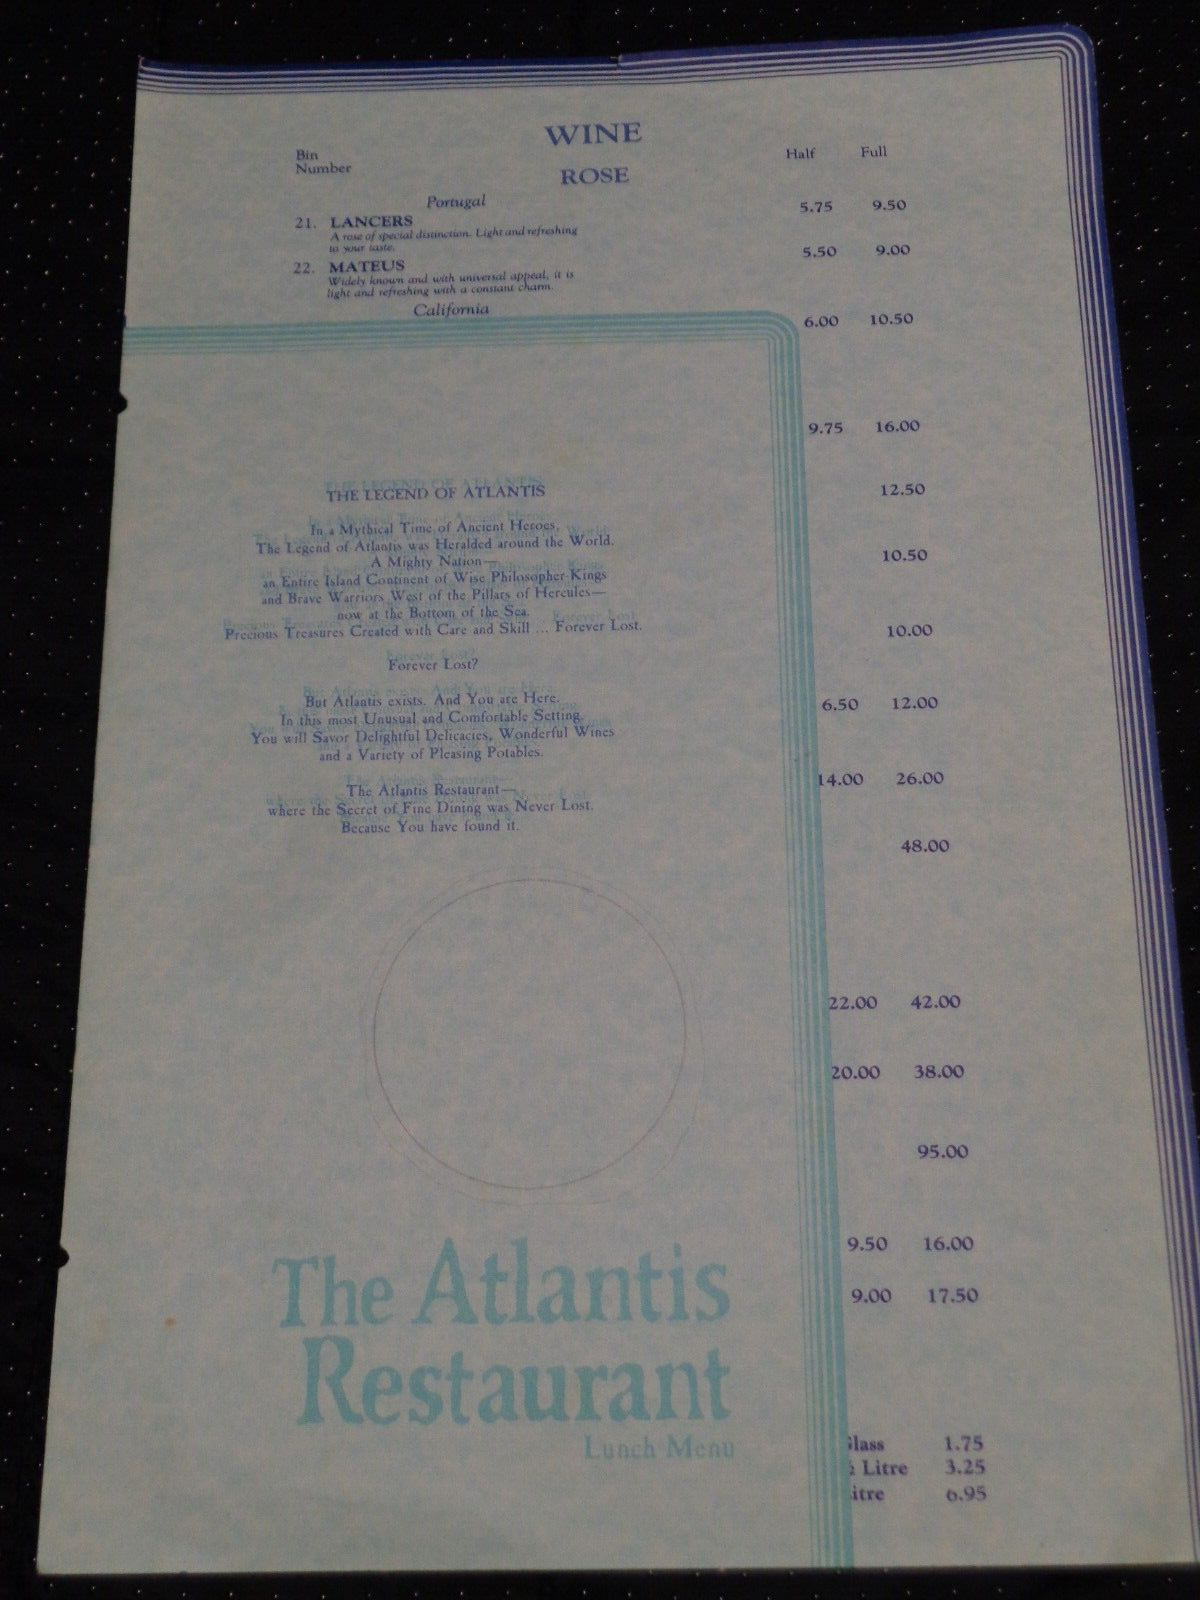 WINE
Bin
Number
Half Full
ROSE
Portugal
21. LANCERS 5.75 9.50
A rose of special distinction. Light and refreshing
to your taste.
22. MATEUS 5.50 9.00
Widely known and with universal appeal, it is
light and refreshing with a constant charm.
California
6.00 10.50
9.75 16.00
12.50
10.50
10.00
6.50 12.00
14.00 26.00
48.00
22.00 42.00
20.00 38.00
95.00
9.50 16.00
9.00 17.50
Glass 1.75
½ Litre 3.25
Litre 6.95
THE LEGEND OF ATLANTIS
In a Mythical Time of Ancient Heroes,
The Legend of Atlantis was Heralded around the World.
A Mighty Nation—
an Entire Island Continent of Wise Philosopher-Kings
and Brave Warriors West of the Pillars of Hercules—
now at the Bottom of the Sea.
Precious Treasures Created with Care and Skill ... Forever Lost.
Forever Lost?
But Atlantis exists. And You are Here.
In this most Unusual and Comfortable Setting.
You will Savor Delightful Delicacies, Wonderful Wines
and a Variety of Pleasing Potables.
The Atlantis Restaurant—
where the Secret of Fine Dining was Never Lost.
Because You have found it.
The Atlantis
Restaurant
Lunch Menu